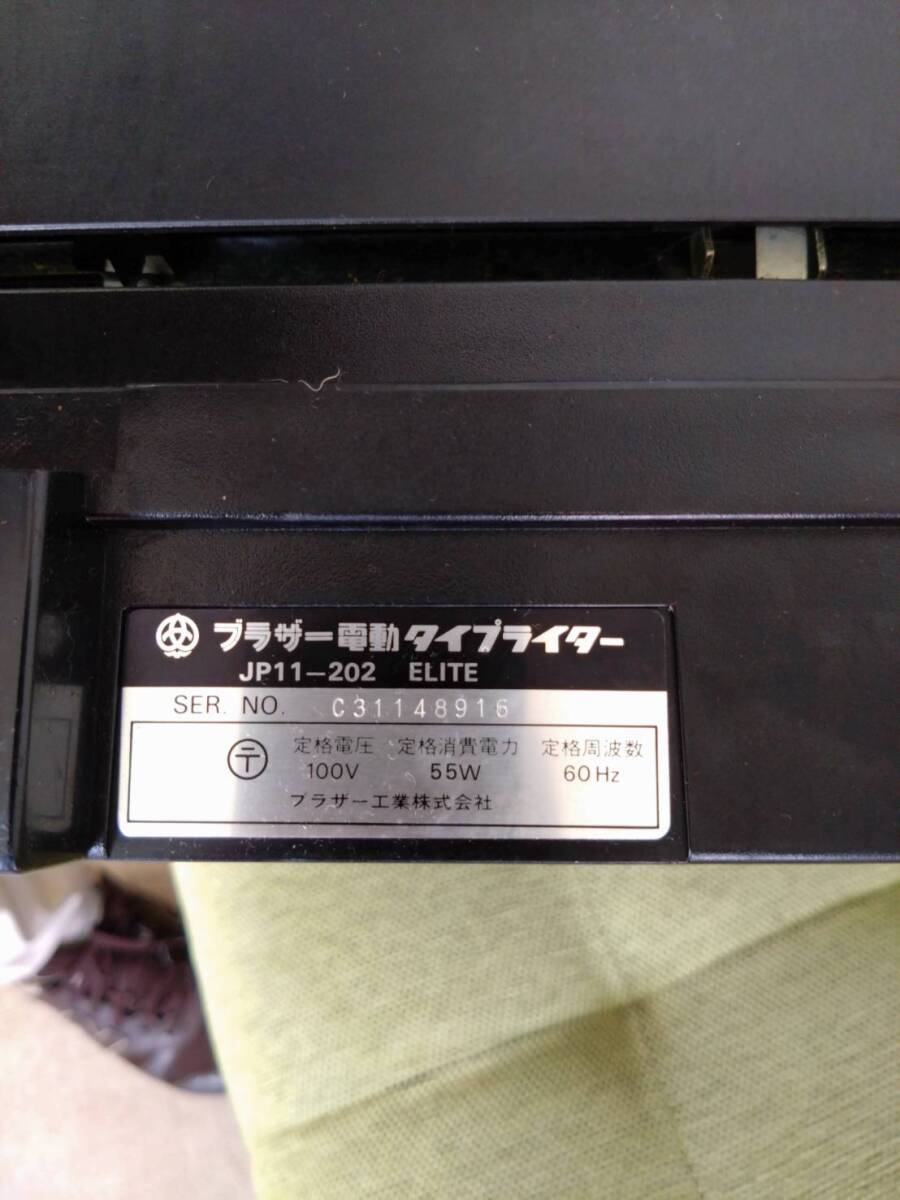 ブラザー電動タイプライター
JP11-202 ELITE
SER. NO. C31148916
〒 定格電圧 定格消費電力 定格周波数
100V 55W 60Hz
ブラザー工業株式会社